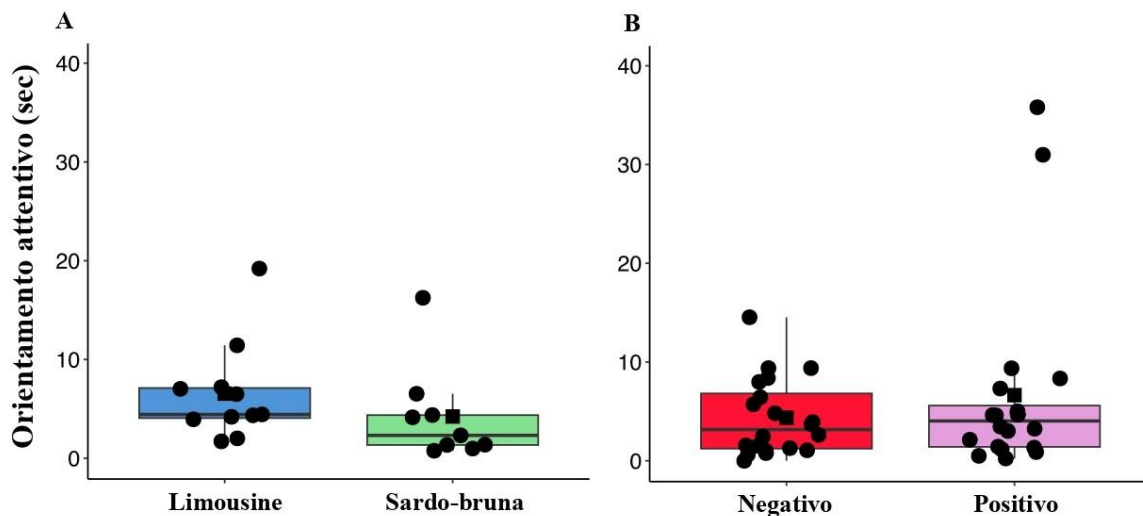 A
Orientamento attentivo (sec)
40
30
20
10
0
Limousine
Sardo-bruna
B
40
30
20
10
0
Negativo
Positivo